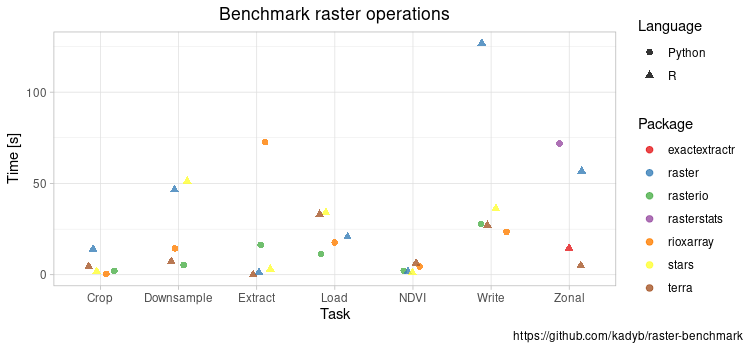 Benchmark raster operations
Time [s]
100
50
0
Crop
Downsample
Extract
Load
NDVI
Write
Zonal
Task
Language
Python
R
Package
exactextractr
raster
rasterio
rasterstats
rioxarray
stars
terra
https://github.com/kadyb/raster-benchmark